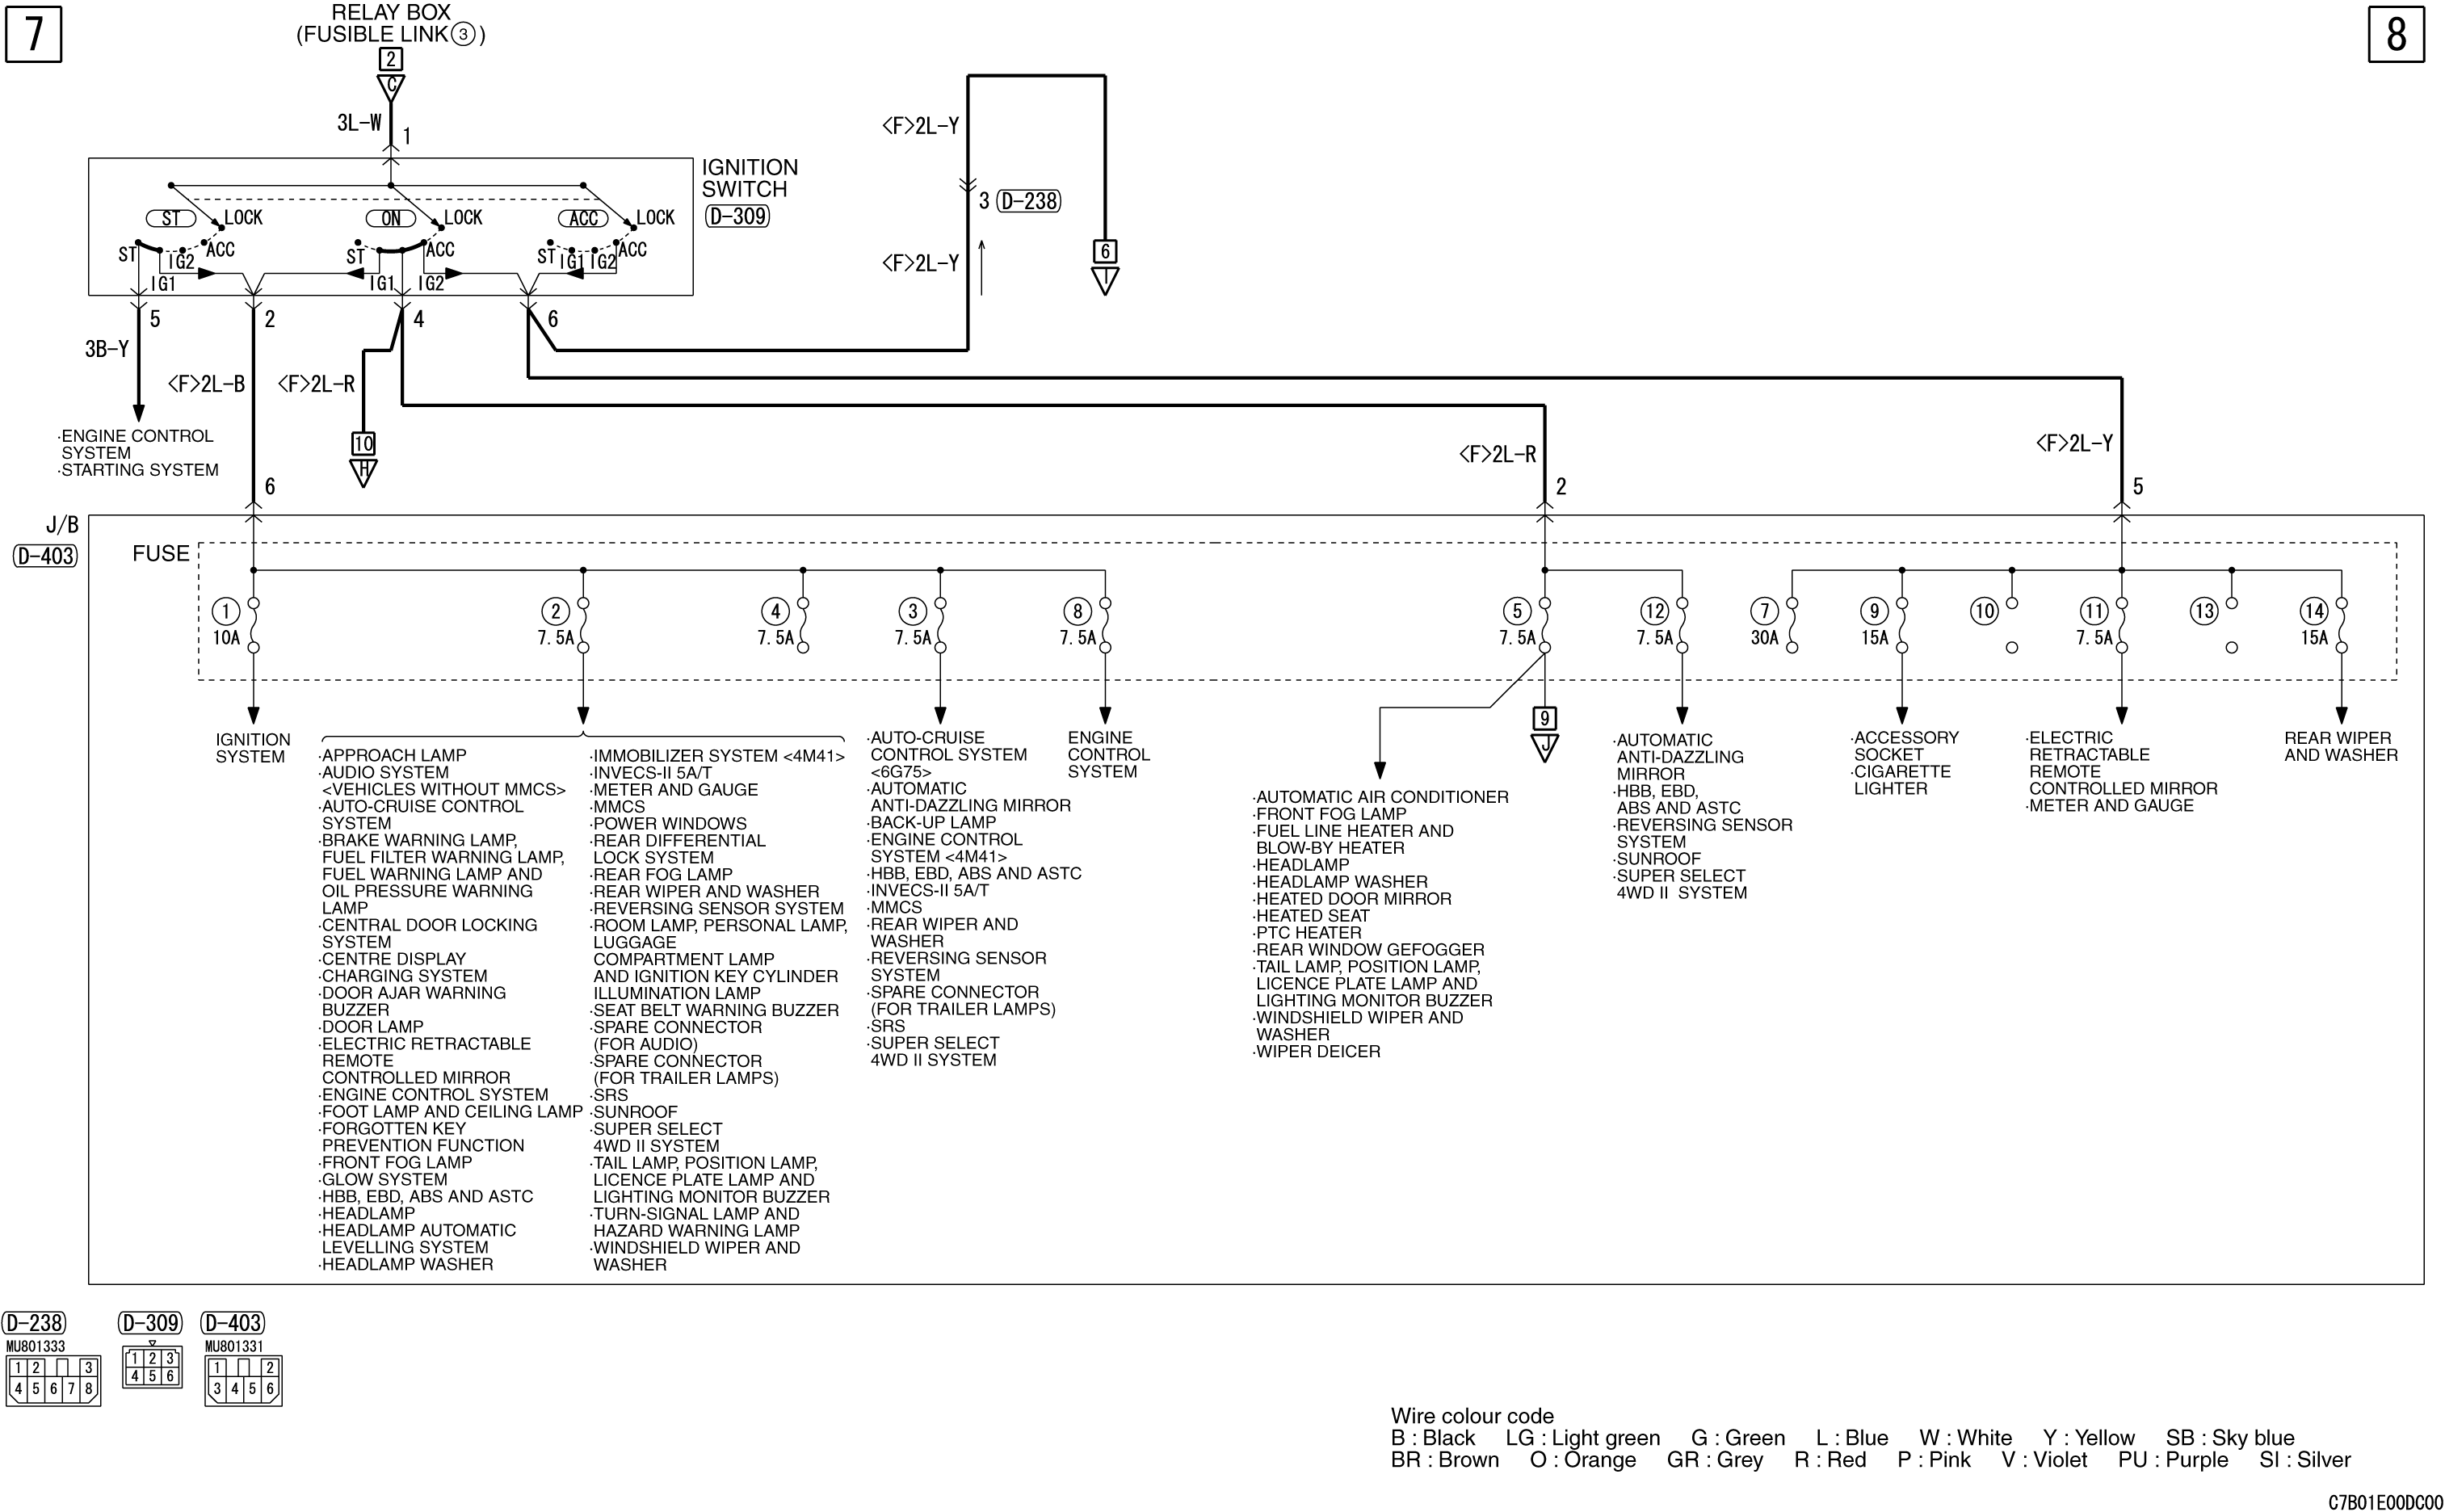 7
8
RELAY BOX
(FUSIBLE LINK③)
2
C
3L-W
1
IGNITION
SWITCH
D-309
ST
LOCK
ON
LOCK
ACC
LOCK
ST
IG1
IG2
ACC
ST
IG1
IG2
ACC
ST
IG1
IG2
ACC
<F>2L-Y
3
D-238
<F>2L-Y
6
I
5
2
4
6
3B-Y
<F>2L-B
<F>2L-R
·ENGINE CONTROL
SYSTEM
·STARTING SYSTEM
10
H
<F>2L-R
<F>2L-Y
6
2
5
J/B
D-403
FUSE
1
10A
2
7.5A
4
7.5A
3
7.5A
8
7.5A
5
7.5A
12
7.5A
7
30A
9
15A
10
11
7.5A
13
14
15A
IGNITION
SYSTEM
·APPROACH LAMP
·AUDIO SYSTEM
<VEHICLES WITHOUT MMCS>
·AUTO-CRUISE CONTROL
SYSTEM
·BRAKE WARNING LAMP,
FUEL FILTER WARNING LAMP,
FUEL WARNING LAMP AND
OIL PRESSURE WARNING
LAMP
·CENTRAL DOOR LOCKING
SYSTEM
·CENTRE DISPLAY
·CHARGING SYSTEM
·DOOR AJAR WARNING
BUZZER
·DOOR LAMP
·ELECTRIC RETRACTABLE
REMOTE
CONTROLLED MIRROR
·ENGINE CONTROL SYSTEM
·FOOT LAMP AND CEILING LAMP
·FORGOTTEN KEY
PREVENTION FUNCTION
·FRONT FOG LAMP
·GLOW SYSTEM
·HBB, EBD, ABS AND ASTC
·HEADLAMP
·HEADLAMP AUTOMATIC
LEVELLING SYSTEM
·HEADLAMP WASHER
·IMMOBILIZER SYSTEM <4M41>
·INVECS-II 5A/T
·METER AND GAUGE
·MMCS
·POWER WINDOWS
·REAR DIFFERENTIAL
LOCK SYSTEM
·REAR FOG LAMP
·REAR WIPER AND WASHER
·REVERSING SENSOR SYSTEM
·ROOM LAMP, PERSONAL LAMP,
LUGGAGE
COMPARTMENT LAMP
AND IGNITION KEY CYLINDER
ILLUMINATION LAMP
·SEAT BELT WARNING BUZZER
·SPARE CONNECTOR
(FOR AUDIO)
·SPARE CONNECTOR
(FOR TRAILER LAMPS)
·SRS
·SUNROOF
·SUPER SELECT
4WD II SYSTEM
·TAIL LAMP, POSITION LAMP,
LICENCE PLATE LAMP AND
LIGHTING MONITOR BUZZER
·TURN-SIGNAL LAMP AND
HAZARD WARNING LAMP
·WINDSHIELD WIPER AND
WASHER
·AUTO-CRUISE
CONTROL SYSTEM
<6G75>
·AUTOMATIC
ANTI-DAZZLING MIRROR
·BACK-UP LAMP
·ENGINE CONTROL
SYSTEM <4M41>
·HBB, EBD, ABS AND ASTC
·INVECS-II 5A/T
·MMCS
·REAR WIPER AND
WASHER
·REVERSING SENSOR
SYSTEM
·SPARE CONNECTOR
(FOR TRAILER LAMPS)
·SRS
·SUPER SELECT
4WD II SYSTEM
ENGINE
CONTROL
SYSTEM
·AUTOMATIC AIR CONDITIONER
·FRONT FOG LAMP
·FUEL LINE HEATER AND
BLOW-BY HEATER
·HEADLAMP
·HEADLAMP WASHER
·HEATED DOOR MIRROR
·HEATED SEAT
·PTC HEATER
·REAR WINDOW GEFOGGER
·TAIL LAMP, POSITION LAMP,
LICENCE PLATE LAMP AND
LIGHTING MONITOR BUZZER
·WINDSHIELD WIPER AND
WASHER
·WIPER DEICER
9
J
·AUTOMATIC
ANTI-DAZZLING
MIRROR
·HBB, EBD,
ABS AND ASTC
·REVERSING SENSOR
SYSTEM
·SUNROOF
·SUPER SELECT
4WD II SYSTEM
·ACCESSORY
SOCKET
·CIGARETTE
LIGHTER
·ELECTRIC
RETRACTABLE
REMOTE
CONTROLLED MIRROR
·METER AND GAUGE
REAR WIPER
AND WASHER
D-238
MU801333
1 2 3
4 5 6 7 8
D-309
1 2 3
4 5 6
D-403
MU801331
1 2
3 4 5 6
Wire colour code
B : Black LG : Light green G : Green L : Blue W : White Y : Yellow SB : Sky blue
BR : Brown O : Orange GR : Grey R : Red P : Pink V : Violet PU : Purple SI : Silver
C7B01E00DC00